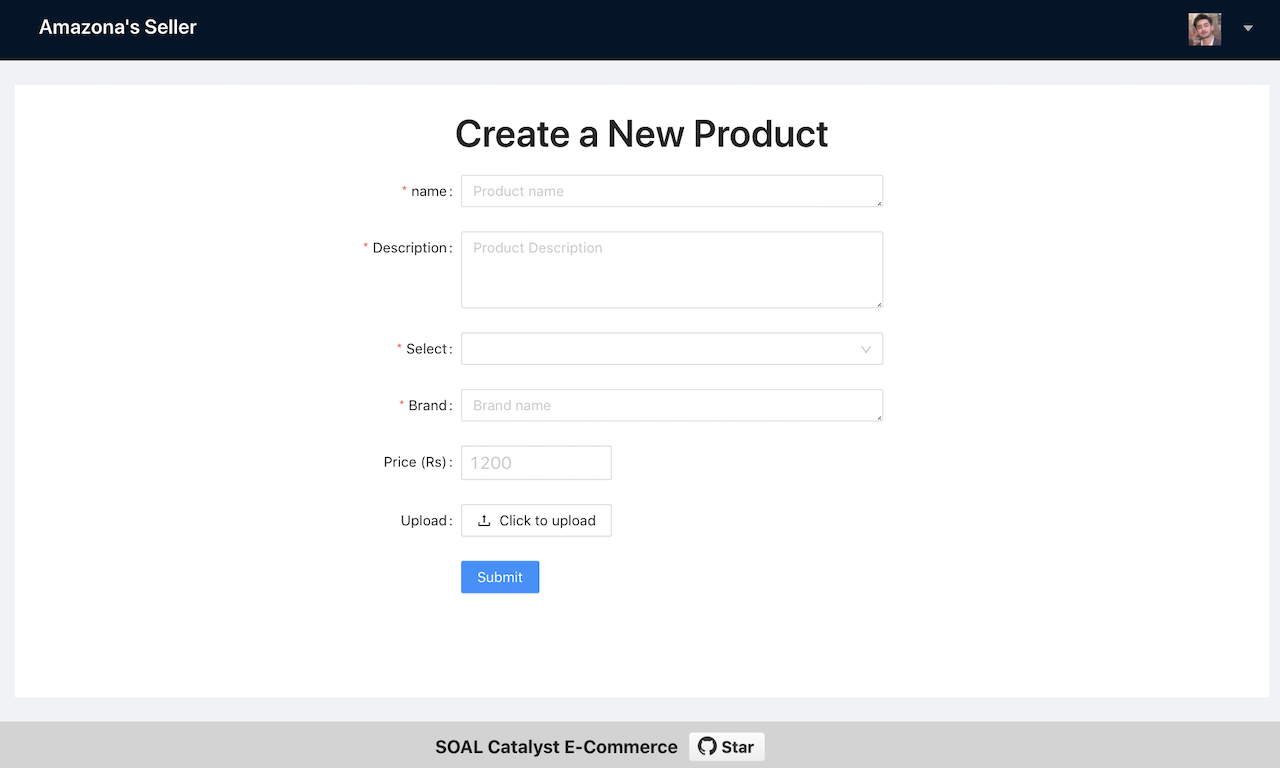 Amazona's Seller
Create a New Product
* name: Product name
* Description: Product Description
* Select:
* Brand: Brand name
Price (Rs): 1200
Upload: Click to upload
Submit
SOAL Catalyst E-Commerce Star